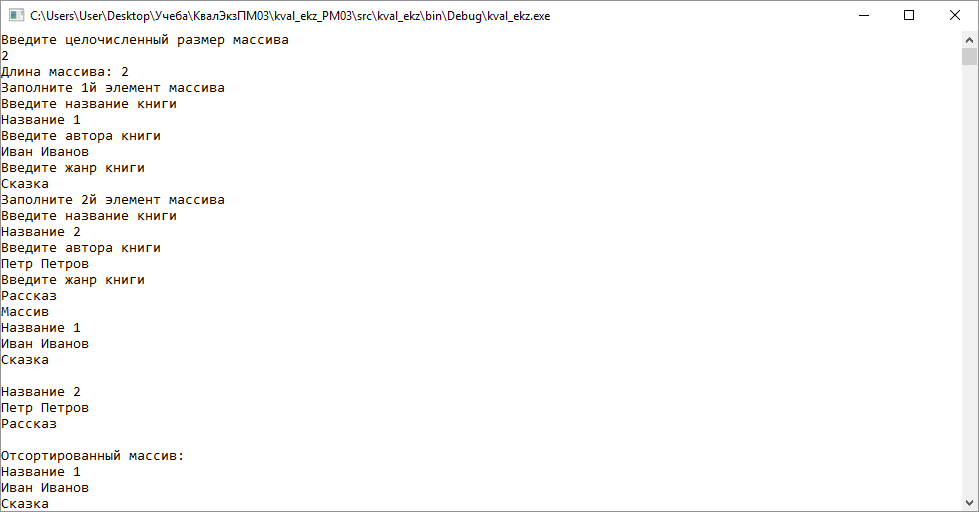 C:\Users\User\Desktop\Учеба\КвалЭкзПМ03\kval_ekz_PM03\src\kval_ekz\bin\Debug\kval_ekz.exe
Введите целочисленный размер массива
2
Длина массива: 2
Заполните 1й элемент массива
Введите название книги
Название 1
Введите автора книги
Иван Иванов
Введите жанр книги
Сказка
Заполните 2й элемент массива
Введите название книги
Название 2
Введите автора книги
Петр Петров
Введите жанр книги
Рассказ
Массив
Название 1
Иван Иванов
Сказка
Название 2
Петр Петров
Рассказ
Отсортированный массив:
Название 1
Иван Иванов
Сказка